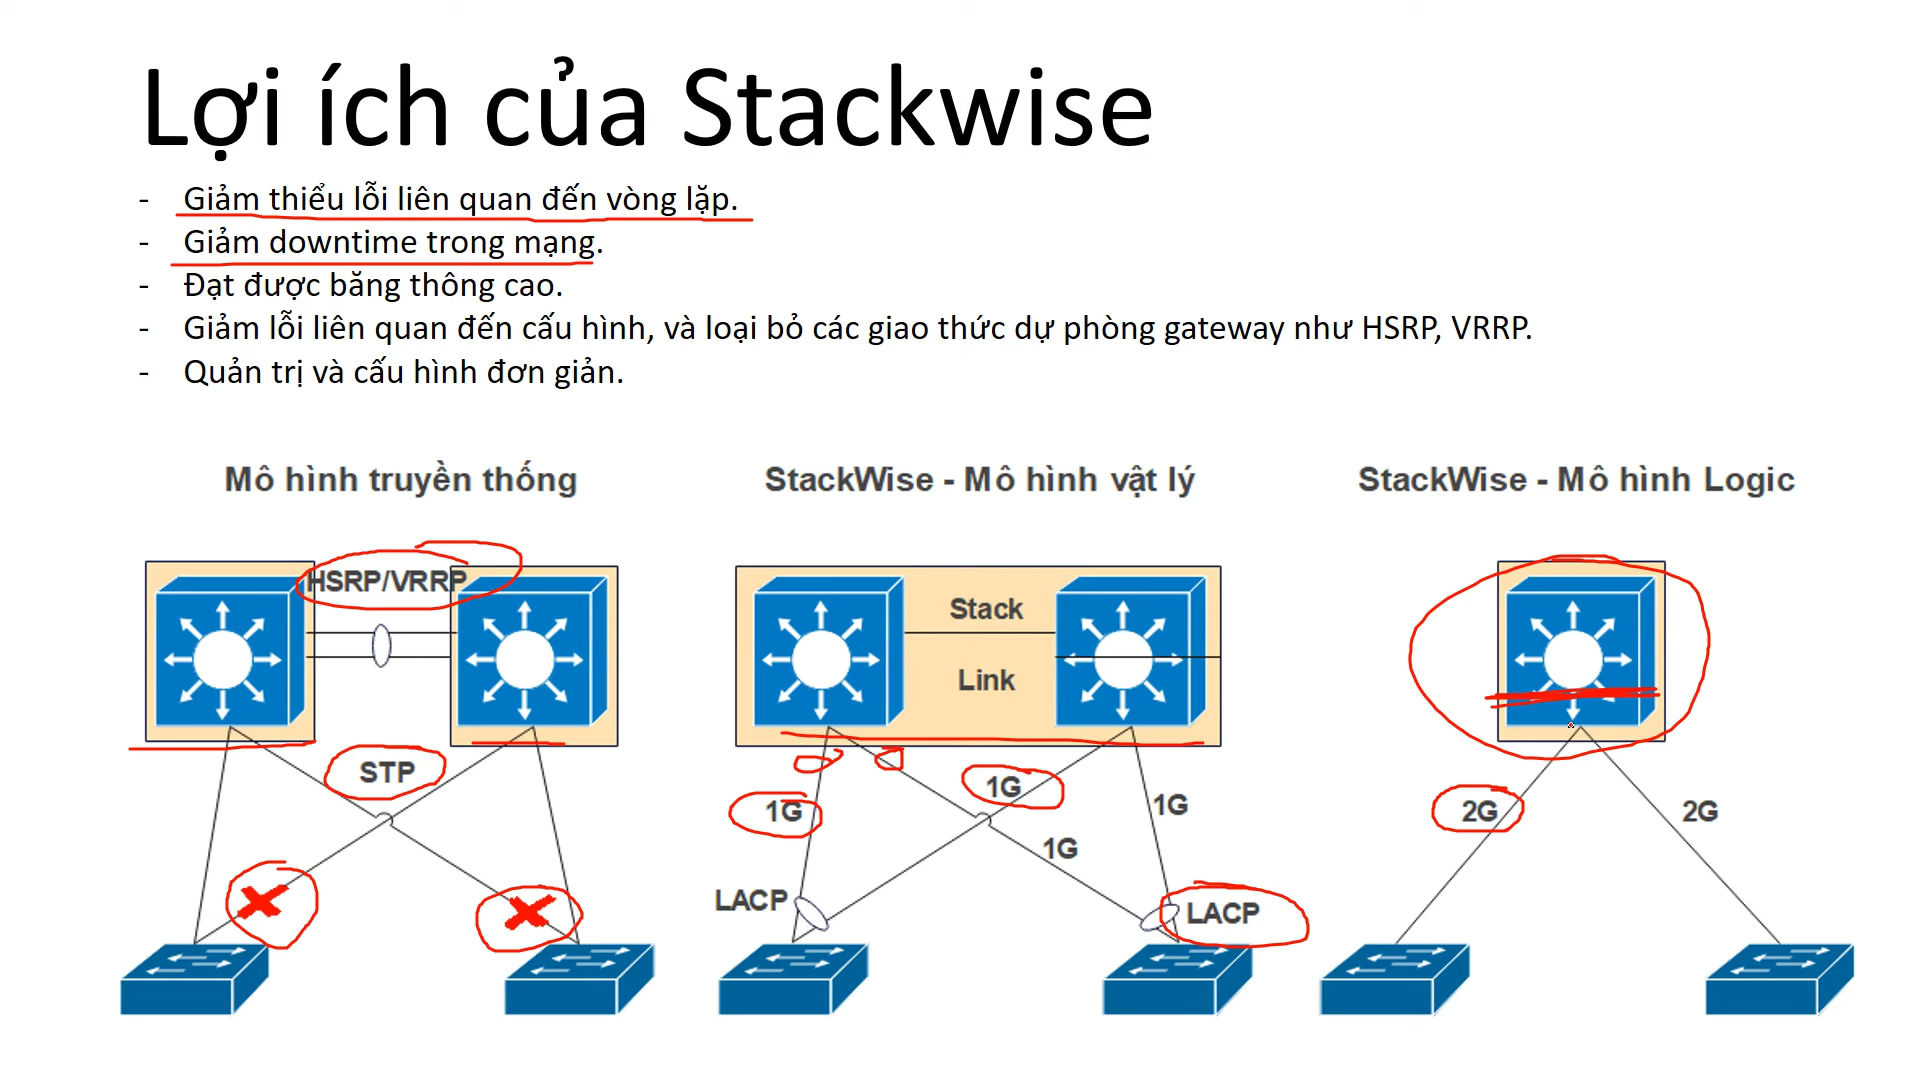 Lợi ích của Stackwise
- Giảm thiểu lỗi liên quan đến vòng lặp.
- Giảm downtime trong mạng.
- Đạt được băng thông cao.
- Giảm lỗi liên quan đến cấu hình, và loại bỏ các giao thức dự phòng gateway như HSRP, VRRP.
- Quản trị và cấu hình đơn giản.
Mô hình truyền thống
HSRP/VRRP
STP
StackWise - Mô hình vật lý
Stack
Link
1G
1G
1G
1G
LACP
LACP
StackWise - Mô hình Logic
2G
2G